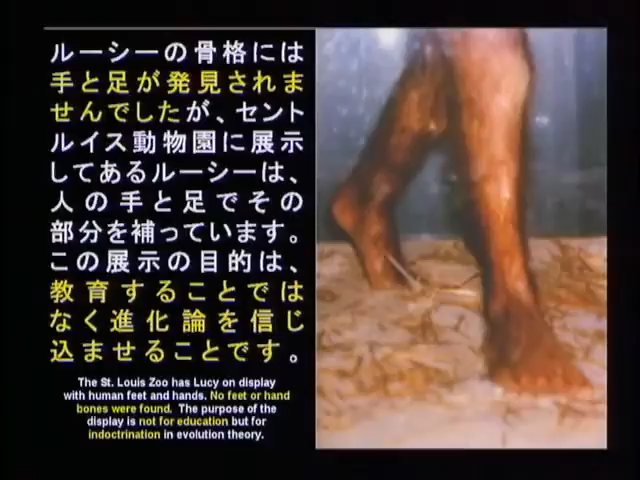 ルーシーの骨格には
手と足が発見されま
せんでしたが、セント
ルイス動物園に展示
してあるルーシーは、
人の手と足でその
部分を補っています。
この展示の目的は、
教育することでは
なく進化論を信じ
込ませることです。
The St. Louis Zoo has Lucy on display
with human feet and hands. No feet or hand
bones were found. The purpose of the
display is not for education but for
indoctrination in evolution theory.